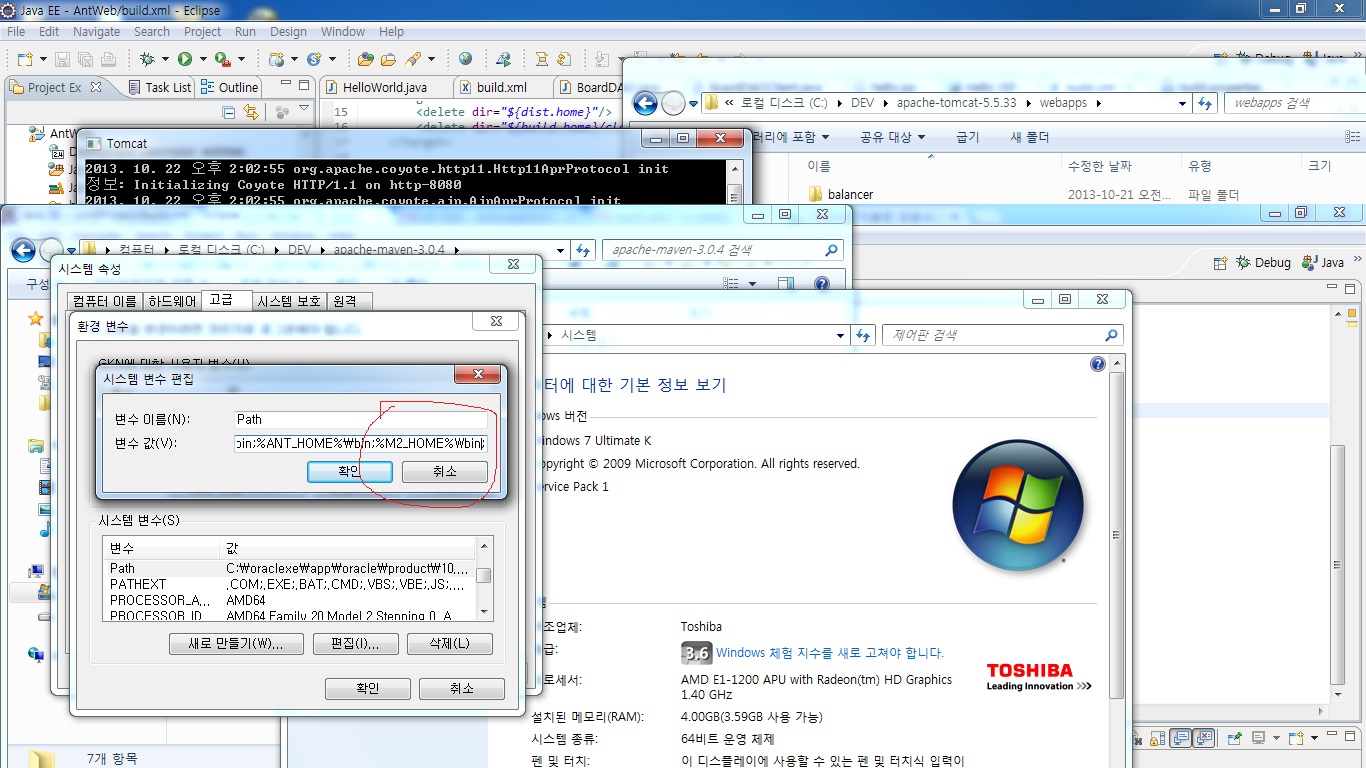 Java EE - AntWeb/build.xml - Eclipse
File Edit Navigate Search Project Run Design Window Help
Debug Java
Project Ex Task List Outline HelloWorld.java build.xml BoardDA
15 <delete dir="${dist.home}"/>
16
AntW
« 로컬 디스크 (C:) DEV apache-tomcat-5.5.33 webapps webapps 검색
공유 대상 굽기 새 폴더
이름 수정한 날짜 유형 크기
balancer 2013-10-21 오전... 파일 폴더
Tomcat
2013. 10. 22 오후 2:02:55 org.apache.coyote.http11.Http11AprProtocol init
정보: Initializing Coyote HTTP/1.1 on http-8080
2013. 10. 22 오후 2:02:55 org.apache.coyote.ajp.AjpAprProtocol init
컴퓨터 로컬 디스크 (C:) DEV apache-maven-3.0.4 apache-maven-3.0.4 검색
Debug Java
구성
시스템 속성
컴퓨터 이름 하드웨어 고급 시스템 보호 원격
환경 변수
시스템 변수 편집
변수 이름(N): Path
변수 값(V): bin;%ANT_HOME%\bin;%M2_HOME%\bin;
확인 취소
시스템 변수(S)
변수 값
Path C:\oraclexe\app\oracle\product\10,...
PATHEXT .COM;.EXE;.BAT;.CMD;.VBS;.VBE;.JS;....
PROCESSOR_A... AMD64
PROCESSOR_ID AMD64 Family 20 Model 2 Stepping 0, A
새로 만들기(W)... 편집(I)... 삭제(L)
확인 취소
7개 항목
시스템 제어판 검색
터에 대한 기본 정보 보기
ows 버전
indows 7 Ultimate K
opyright © 2009 Microsoft Corporation. All rights reserved.
ervice Pack 1
조업체: Toshiba
급: 3.6 Windows 체험 지수를 새로 고쳐야 합니다.
로세서: AMD E1-1200 APU with Radeon(tm) HD Graphics
1.40 GHz
TOSHIBA
Leading Innovation >>>
설치된 메모리(RAM): 4.00GB(3.59GB 사용 가능)
시스템 종류: 64비트 운영 체제
펜 및 터치: 이 디스플레이에 사용할 수 있는 펜 및 터치식 입력이